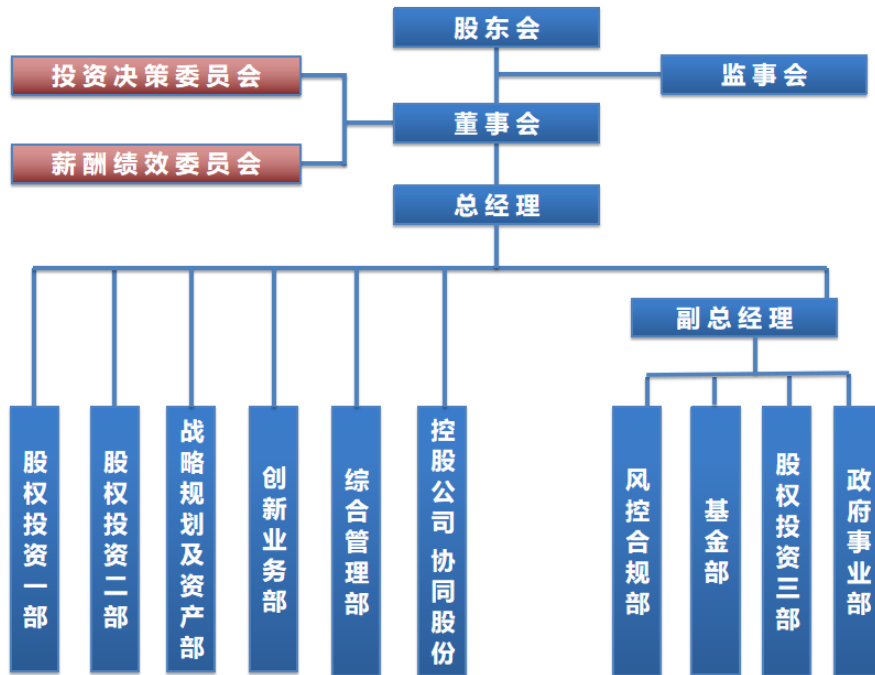 股东会
投资决策委员会
监事会
董事会
薪酬绩效委员会
总经理
副总经理
股权投资一部
股权投资二部
战略规划及资产部
创新业务部
综合管理部
控股公司 协同股份
风控合规部
基金部
股权投资三部
政府事业部